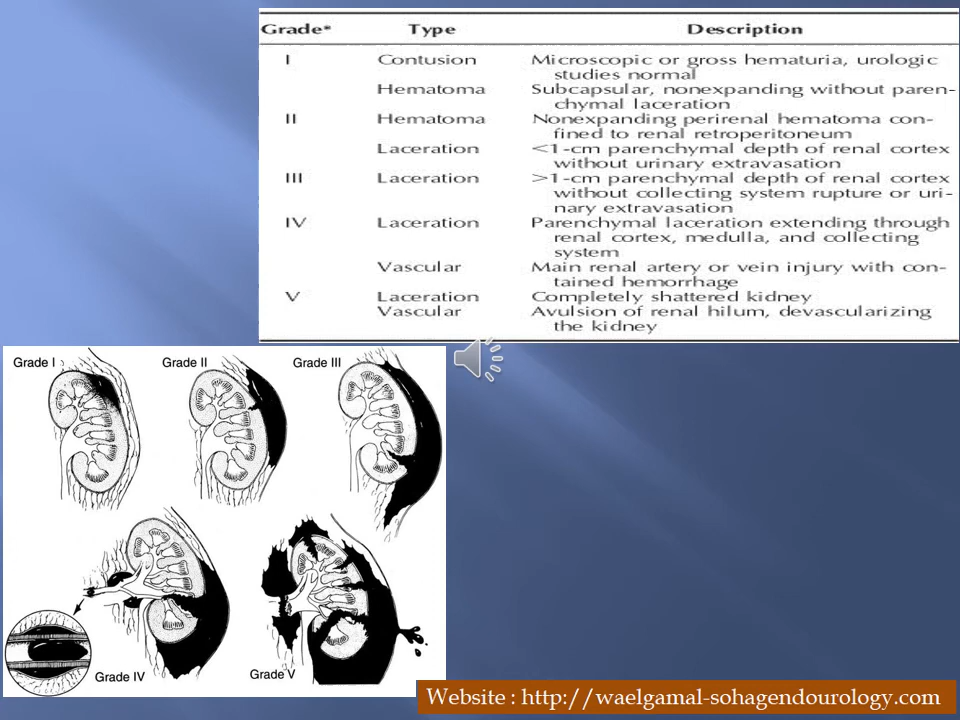 Grade* Type Description
I Contusion Microscopic or gross hematuria, urologic
studies normal
Hematoma Subcapsular, nonexpanding without paren-
chymal laceration
II Hematoma Nonexpanding perirenal hematoma con-
fined to renal retroperitoneum
Laceration <1-cm parenchymal depth of renal cortex
without urinary extravasation
III Laceration >1-cm parenchymal depth of renal cortex
without collecting system rupture or uri-
nary extravasation
IV Laceration Parenchymal laceration extending through
renal cortex, medulla, and collecting
system
Vascular Main renal artery or vein injury with con-
tained hemorrhage
V Laceration Completely shattered kidney
Vascular Avulsion of renal hilum, devascularizing
the kidney
Grade I Grade II Grade III
Grade IV Grade V
Website : http://waelgamal-sohagendourology.com